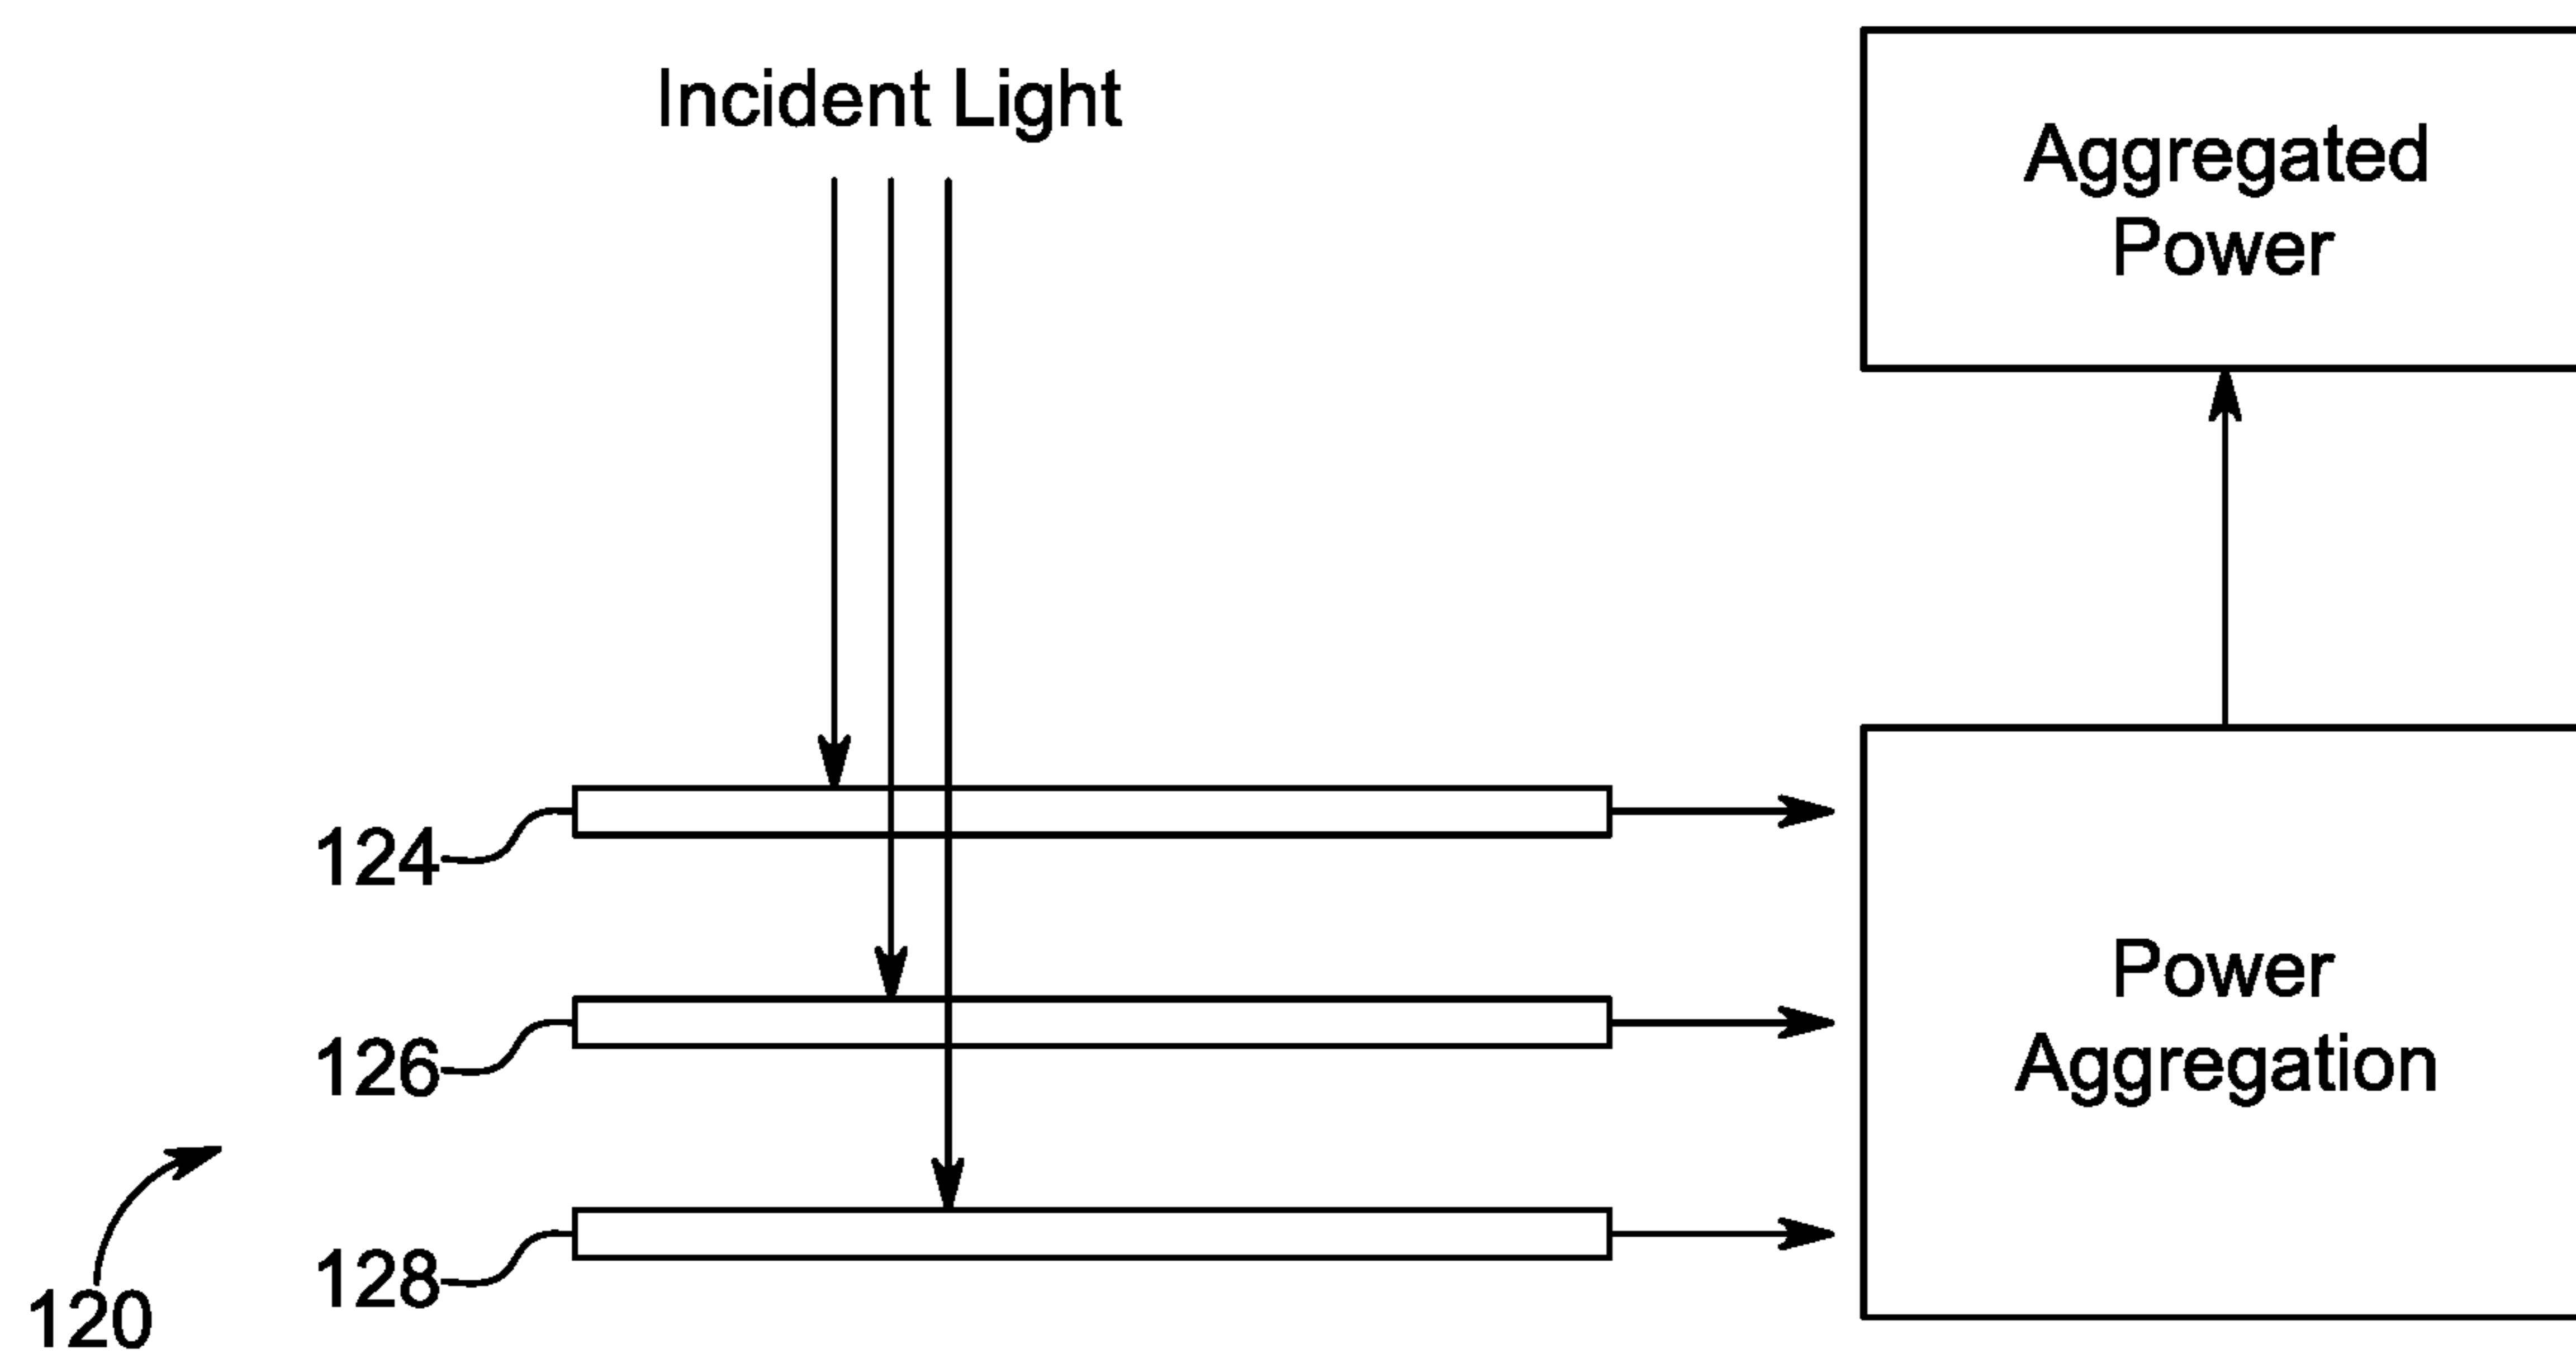 Incident Light
Aggregated
Power
124
126
128
120
Power
Aggregation